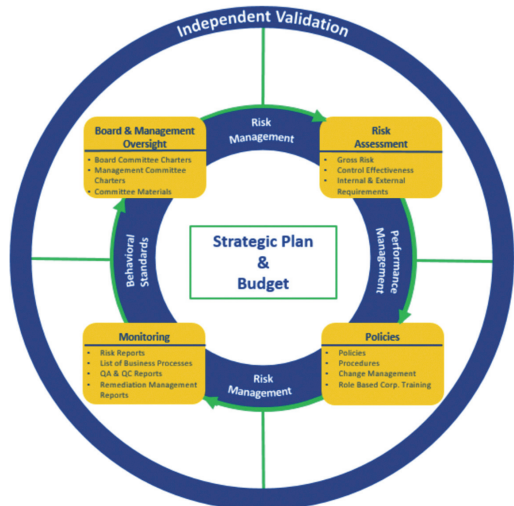 Independent Validation
Risk
Management
Board & Management
Oversight
• Board Committee Charters
• Management Committee
Charters
• Committee Materials
Risk
Assessment
• Gross Risk
• Control Effectiveness
• Internal & External
Requirements
Behavioral
Standards
Strategic Plan
&
Budget
Performance
Management
Monitoring
• Risk Reports
• List of Business Processes
• QA & QC Reports
• Remediation Management
Reports
Policies
• Policies
• Procedures
• Change Management
• Role Based Corp. Training
Risk
Management